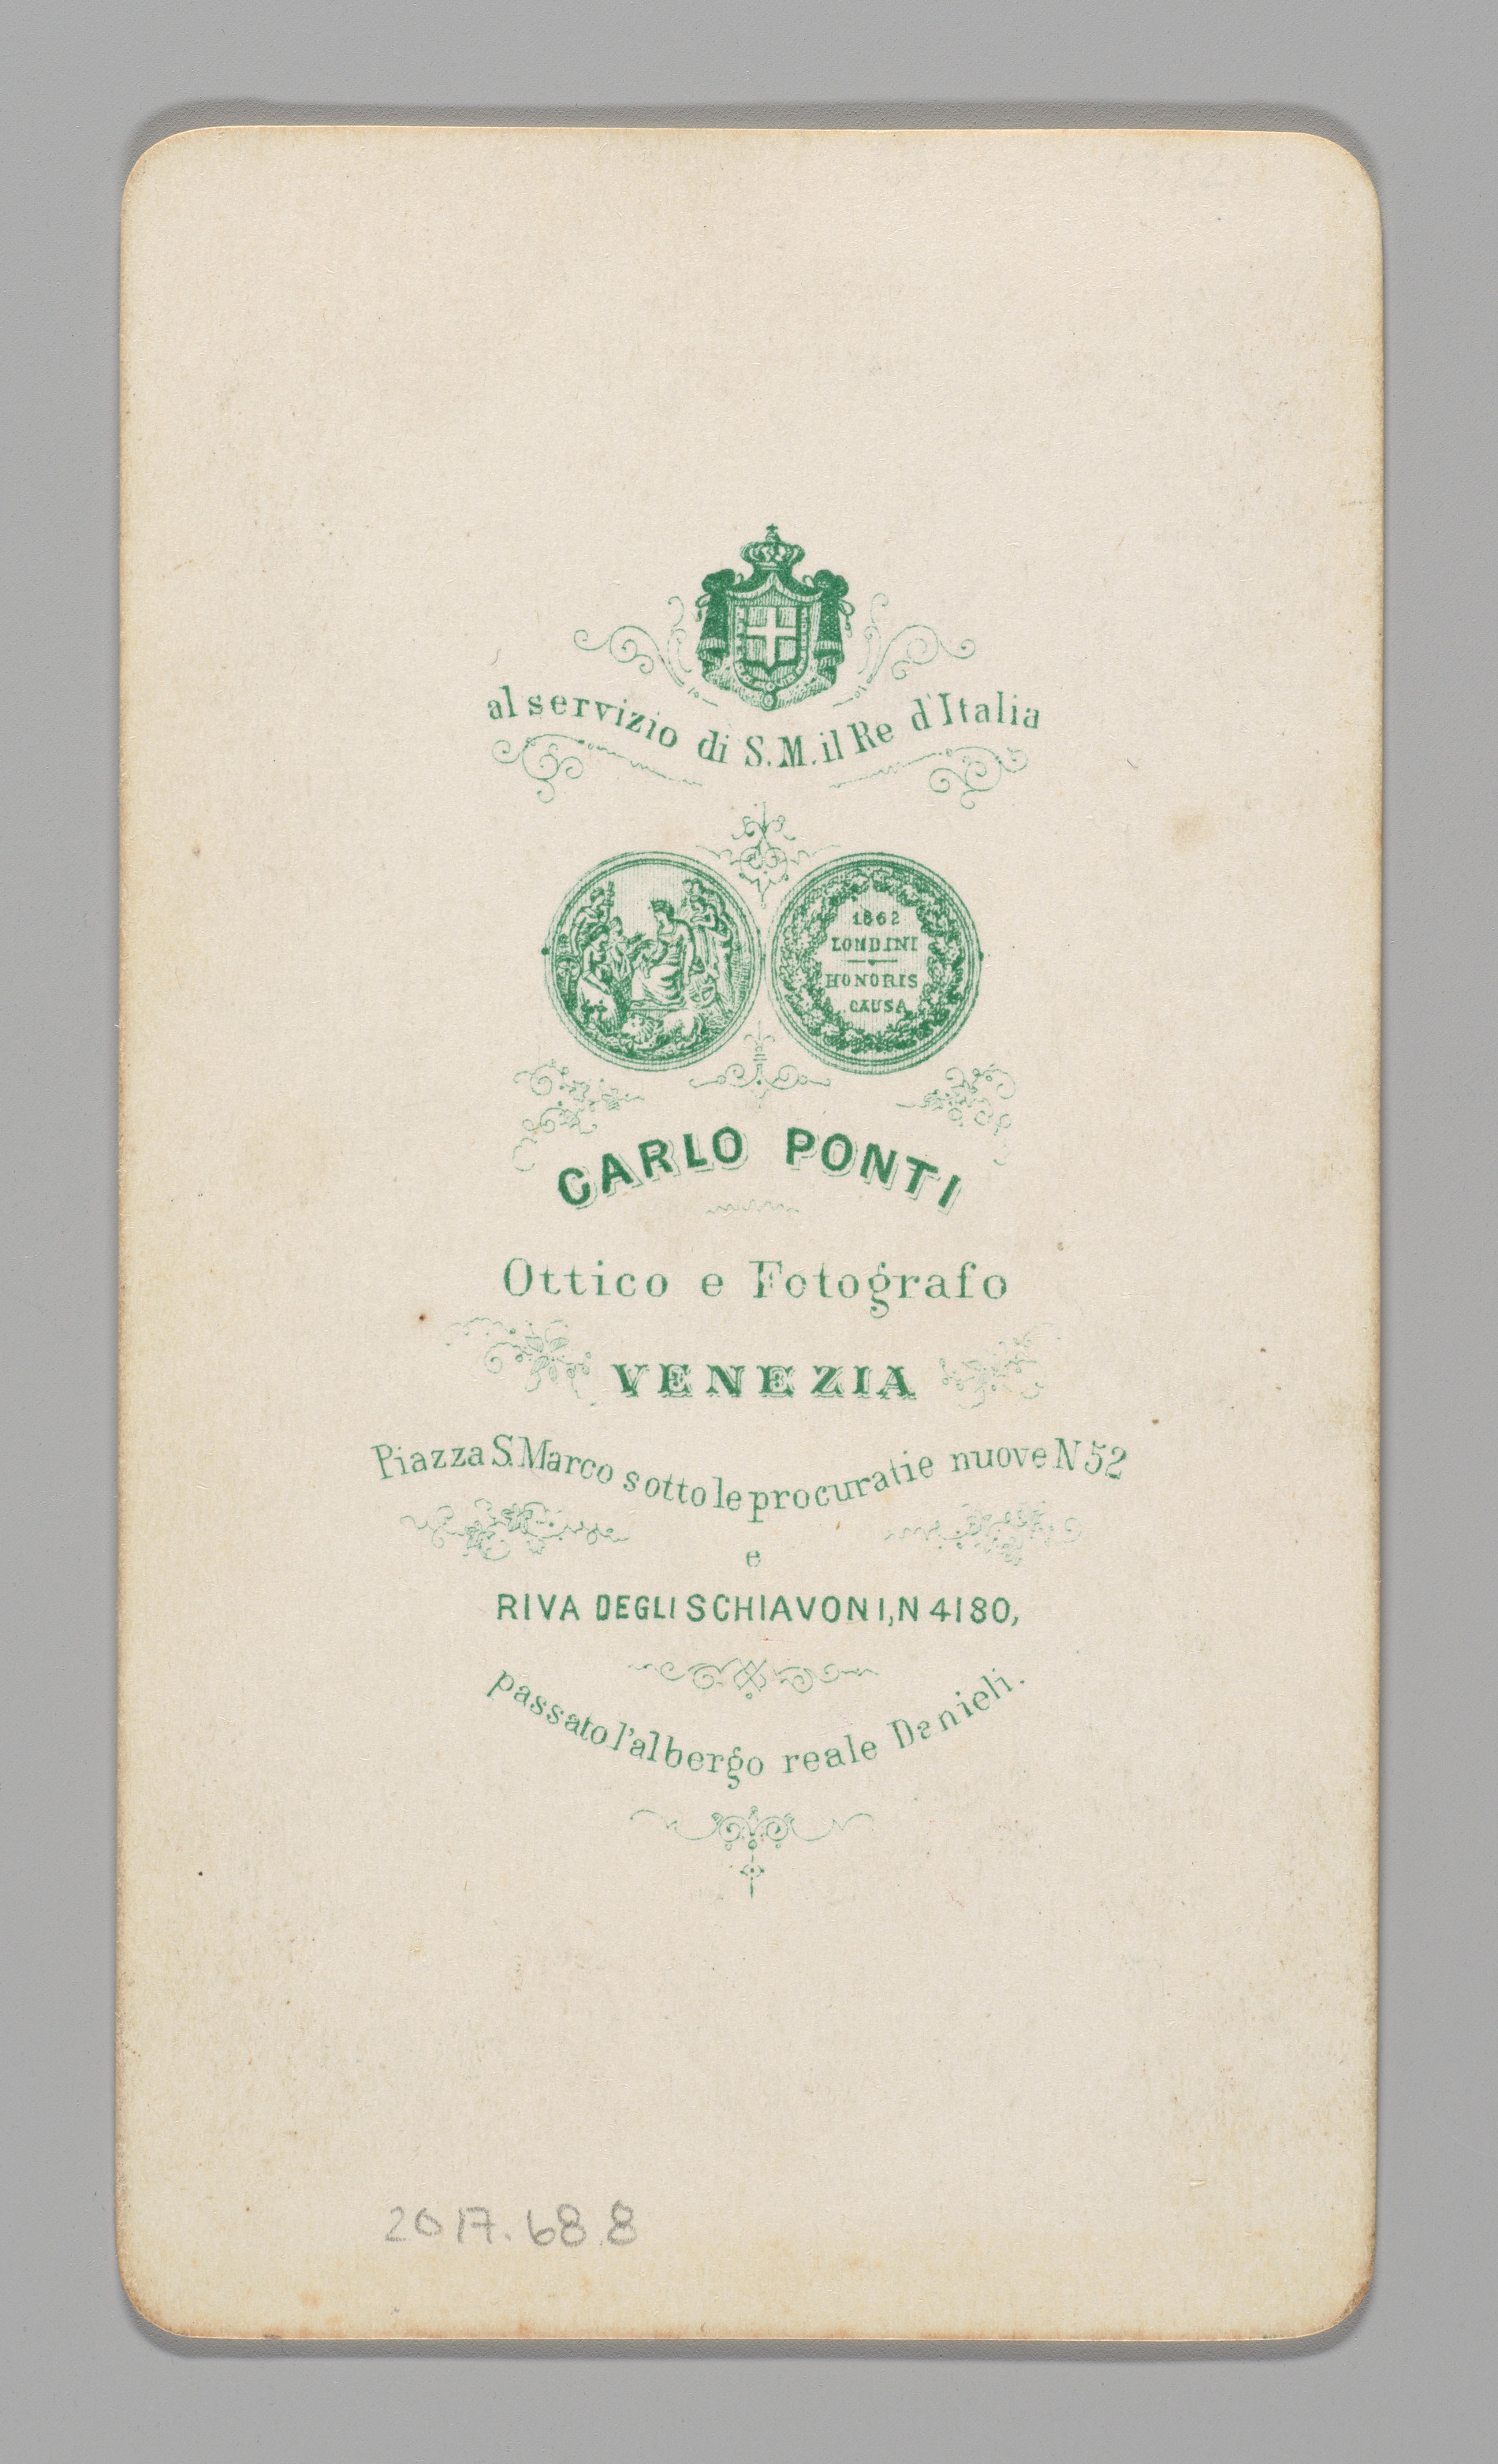 al servizio di S. M. il Re d'Italia
1862
LONDINI
HONORIS
CAUSA
CARLO PONTI
Ottico e Fotografo
VENEZIA
Piazza S. Marco sotto le procuratie nuove N 52
e
RIVA DEGLI SCHIAVONI, N 4180,
passato l'albergo reale Danieli.
2017.68.8